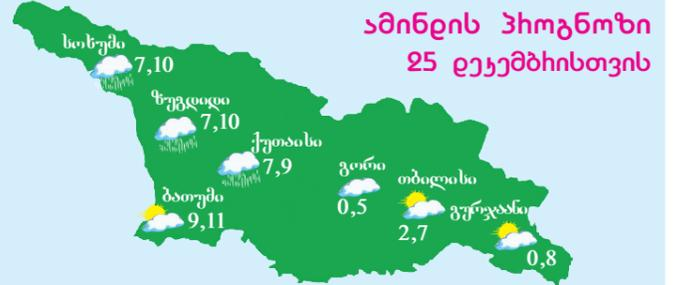 ამინდის პროგნოზი
25 დეკემბრისთვის
სოხუმი
7,10
ზუგდიდი
7,10
ქუთაისი
7,9
გორი
0,5
თბილისი
2,7
გურჯაანი
0,8
ბათუმი
9,11